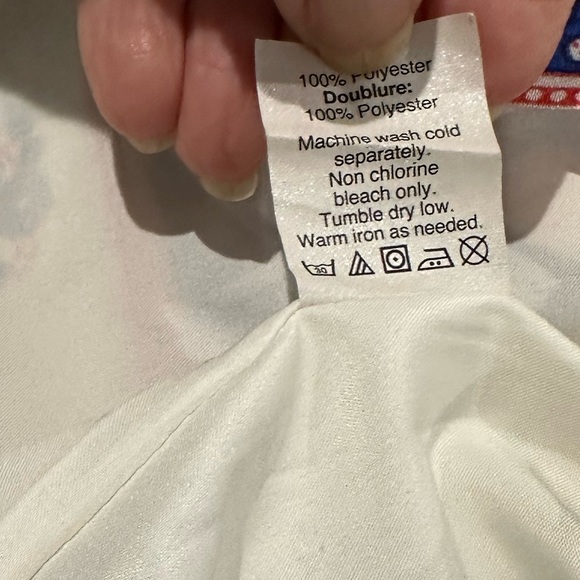 100% Polyester
Doublure:
100% Polyester
Machine wash cold
separately.
Non chlorine
bleach only.
Tumble dry low.
Warm iron as needed.
30